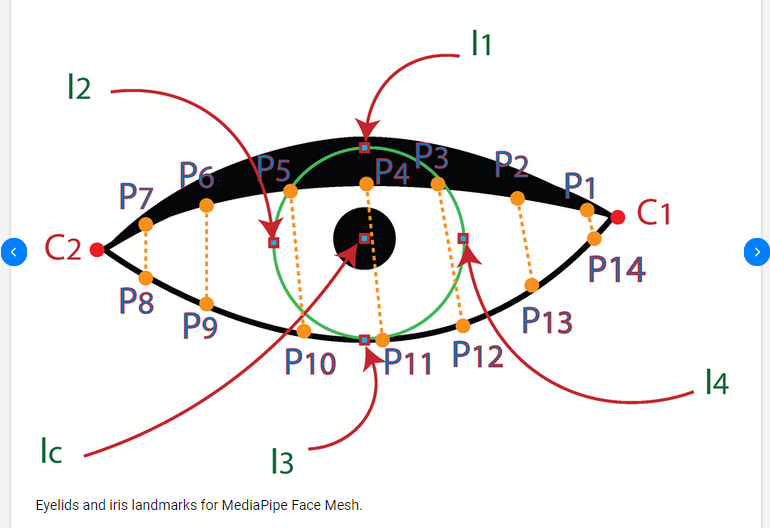 I1
I2
P3
P2
P4
P5
P6
P1
P7
C1
C2
P14
P8
P13
P9
P12
P10
P11
I4
Ic
I3
Eyelids and iris landmarks for MediaPipe Face Mesh.